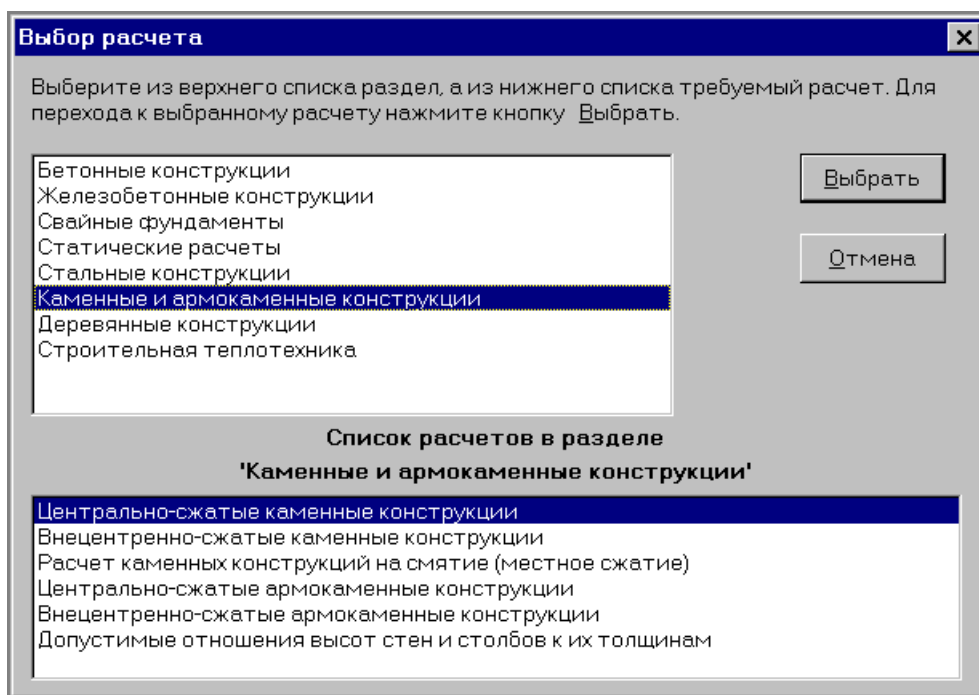 Выбор расчета
Выберите из верхнего списка раздел, а из нижнего списка требуемый расчет. Для
перехода к выбранному расчету нажмите кнопку Выбрать.
Бетонные конструкции
Железобетонные конструкции
Свайные фундаменты
Статические расчеты
Стальные конструкции
Каменные и армокаменные конструкции
Деревянные конструкции
Строительная теплотехника
Выбрать
Отмена
Список расчетов в разделе
'Каменные и армокаменные конструкции'
Центрально-сжатые каменные конструкции
Внецентренно-сжатые каменные конструкции
Расчет каменных конструкций на смятие (местное сжатие)
Центрально-сжатые армокаменные конструкции
Внецентренно-сжатые армокаменные конструкции
Допустимые отношения высот стен и столбов к их толщинам